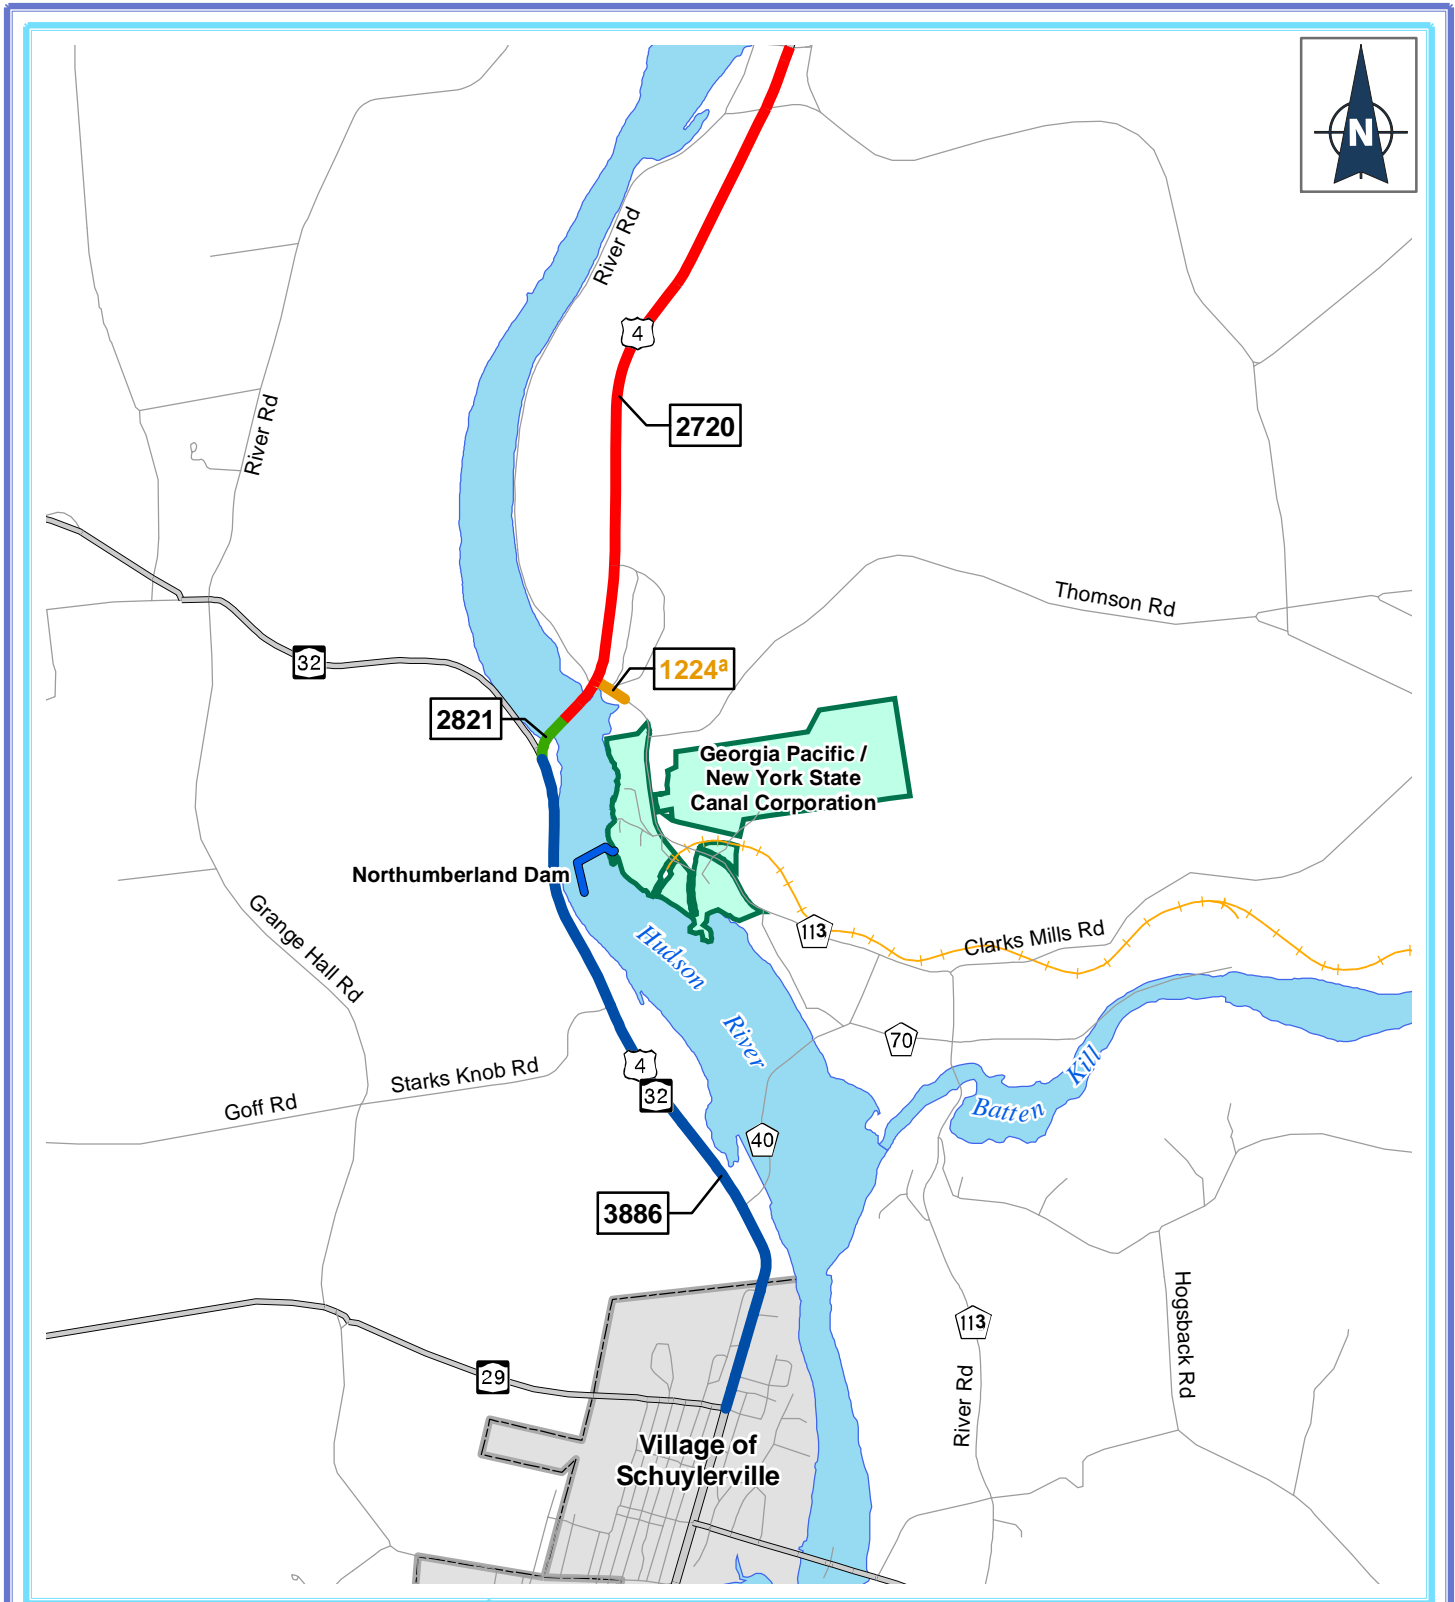 N
River Rd
4
2720
River Rd
Thomson Rd
32
1224ª
2821
Georgia Pacific /
New York State
Canal Corporation
Northumberland Dam
Grange Hall Rd
113
Clarks Mills Rd
Hudson
River
70
Kill
Batten
4
32
Starks Knob Rd
Goff Rd
40
3886
Hogsback Rd
113
29
River Rd
Village of
Schuylerville